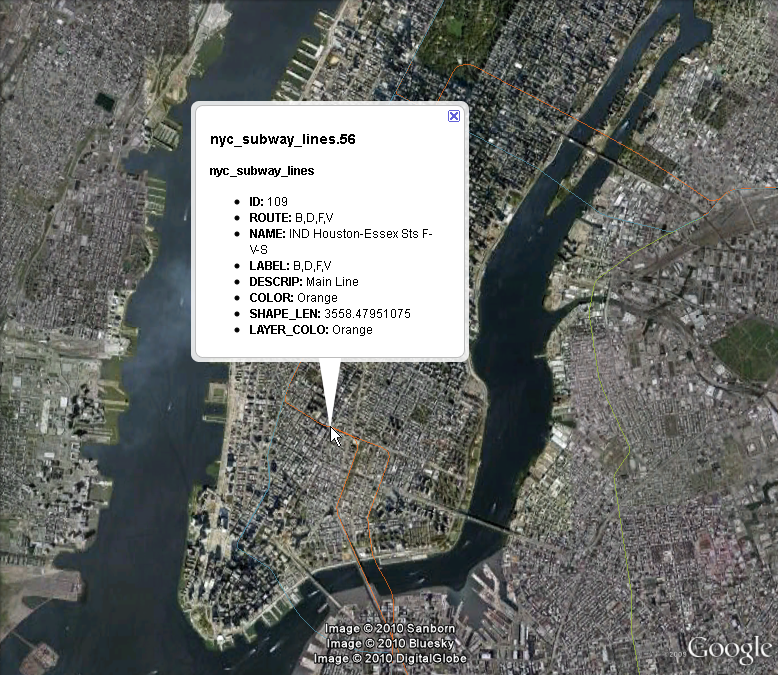 nyc_subway_lines.56
nyc_subway_lines
ID: 109
ROUTE: B,D,F,V
NAME: IND Houston-Essex Sts F-
V-S
LABEL: B,D,F,V
DESCRIP: Main Line
COLOR: Orange
SHAPE_LEN: 3558.47951075
LAYER_COLO: Orange
Image © 2010 Sanborn
Image © 2010 Bluesky
Image © 2010 DigitalGlobe
©2009 Google